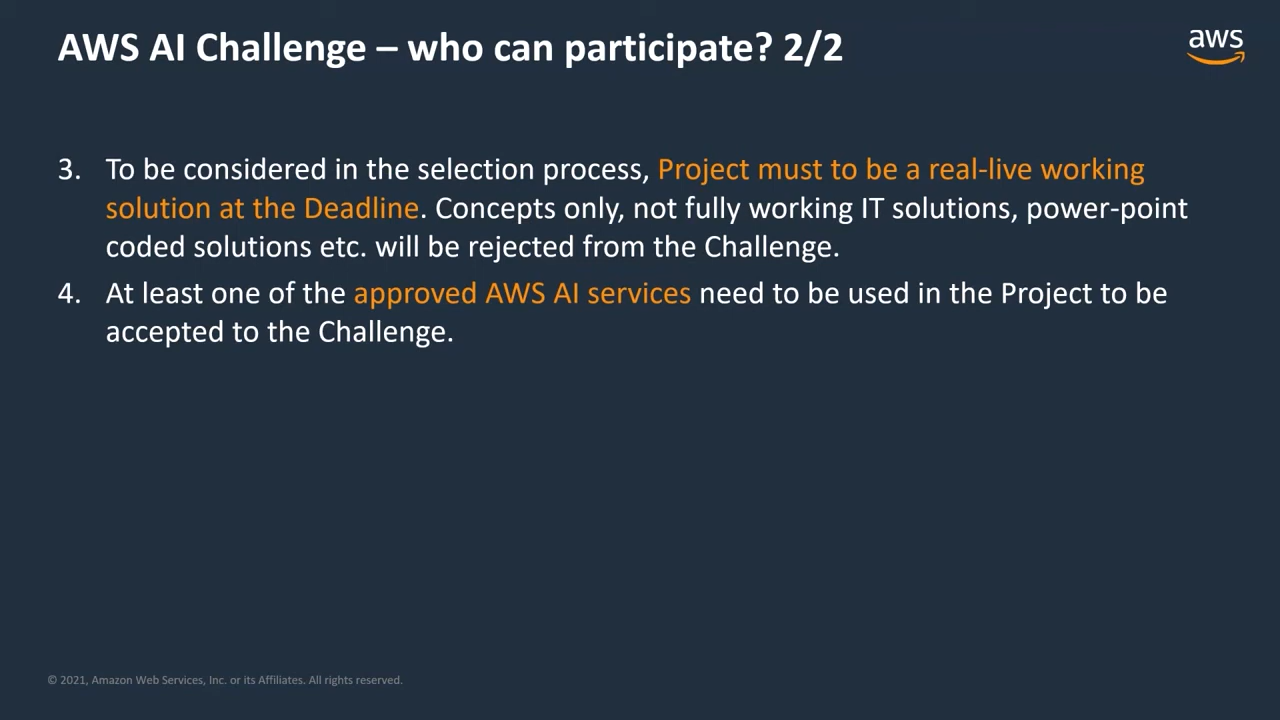 AWS AI Challenge – who can participate? 2/2
aws
3. To be considered in the selection process, Project must to be a real-live working
solution at the Deadline. Concepts only, not fully working IT solutions, power-point
coded solutions etc. will be rejected from the Challenge.
4. At least one of the approved AWS AI services need to be used in the Project to be
accepted to the Challenge.
© 2021, Amazon Web Services, Inc. or its Affiliates. All rights reserved.